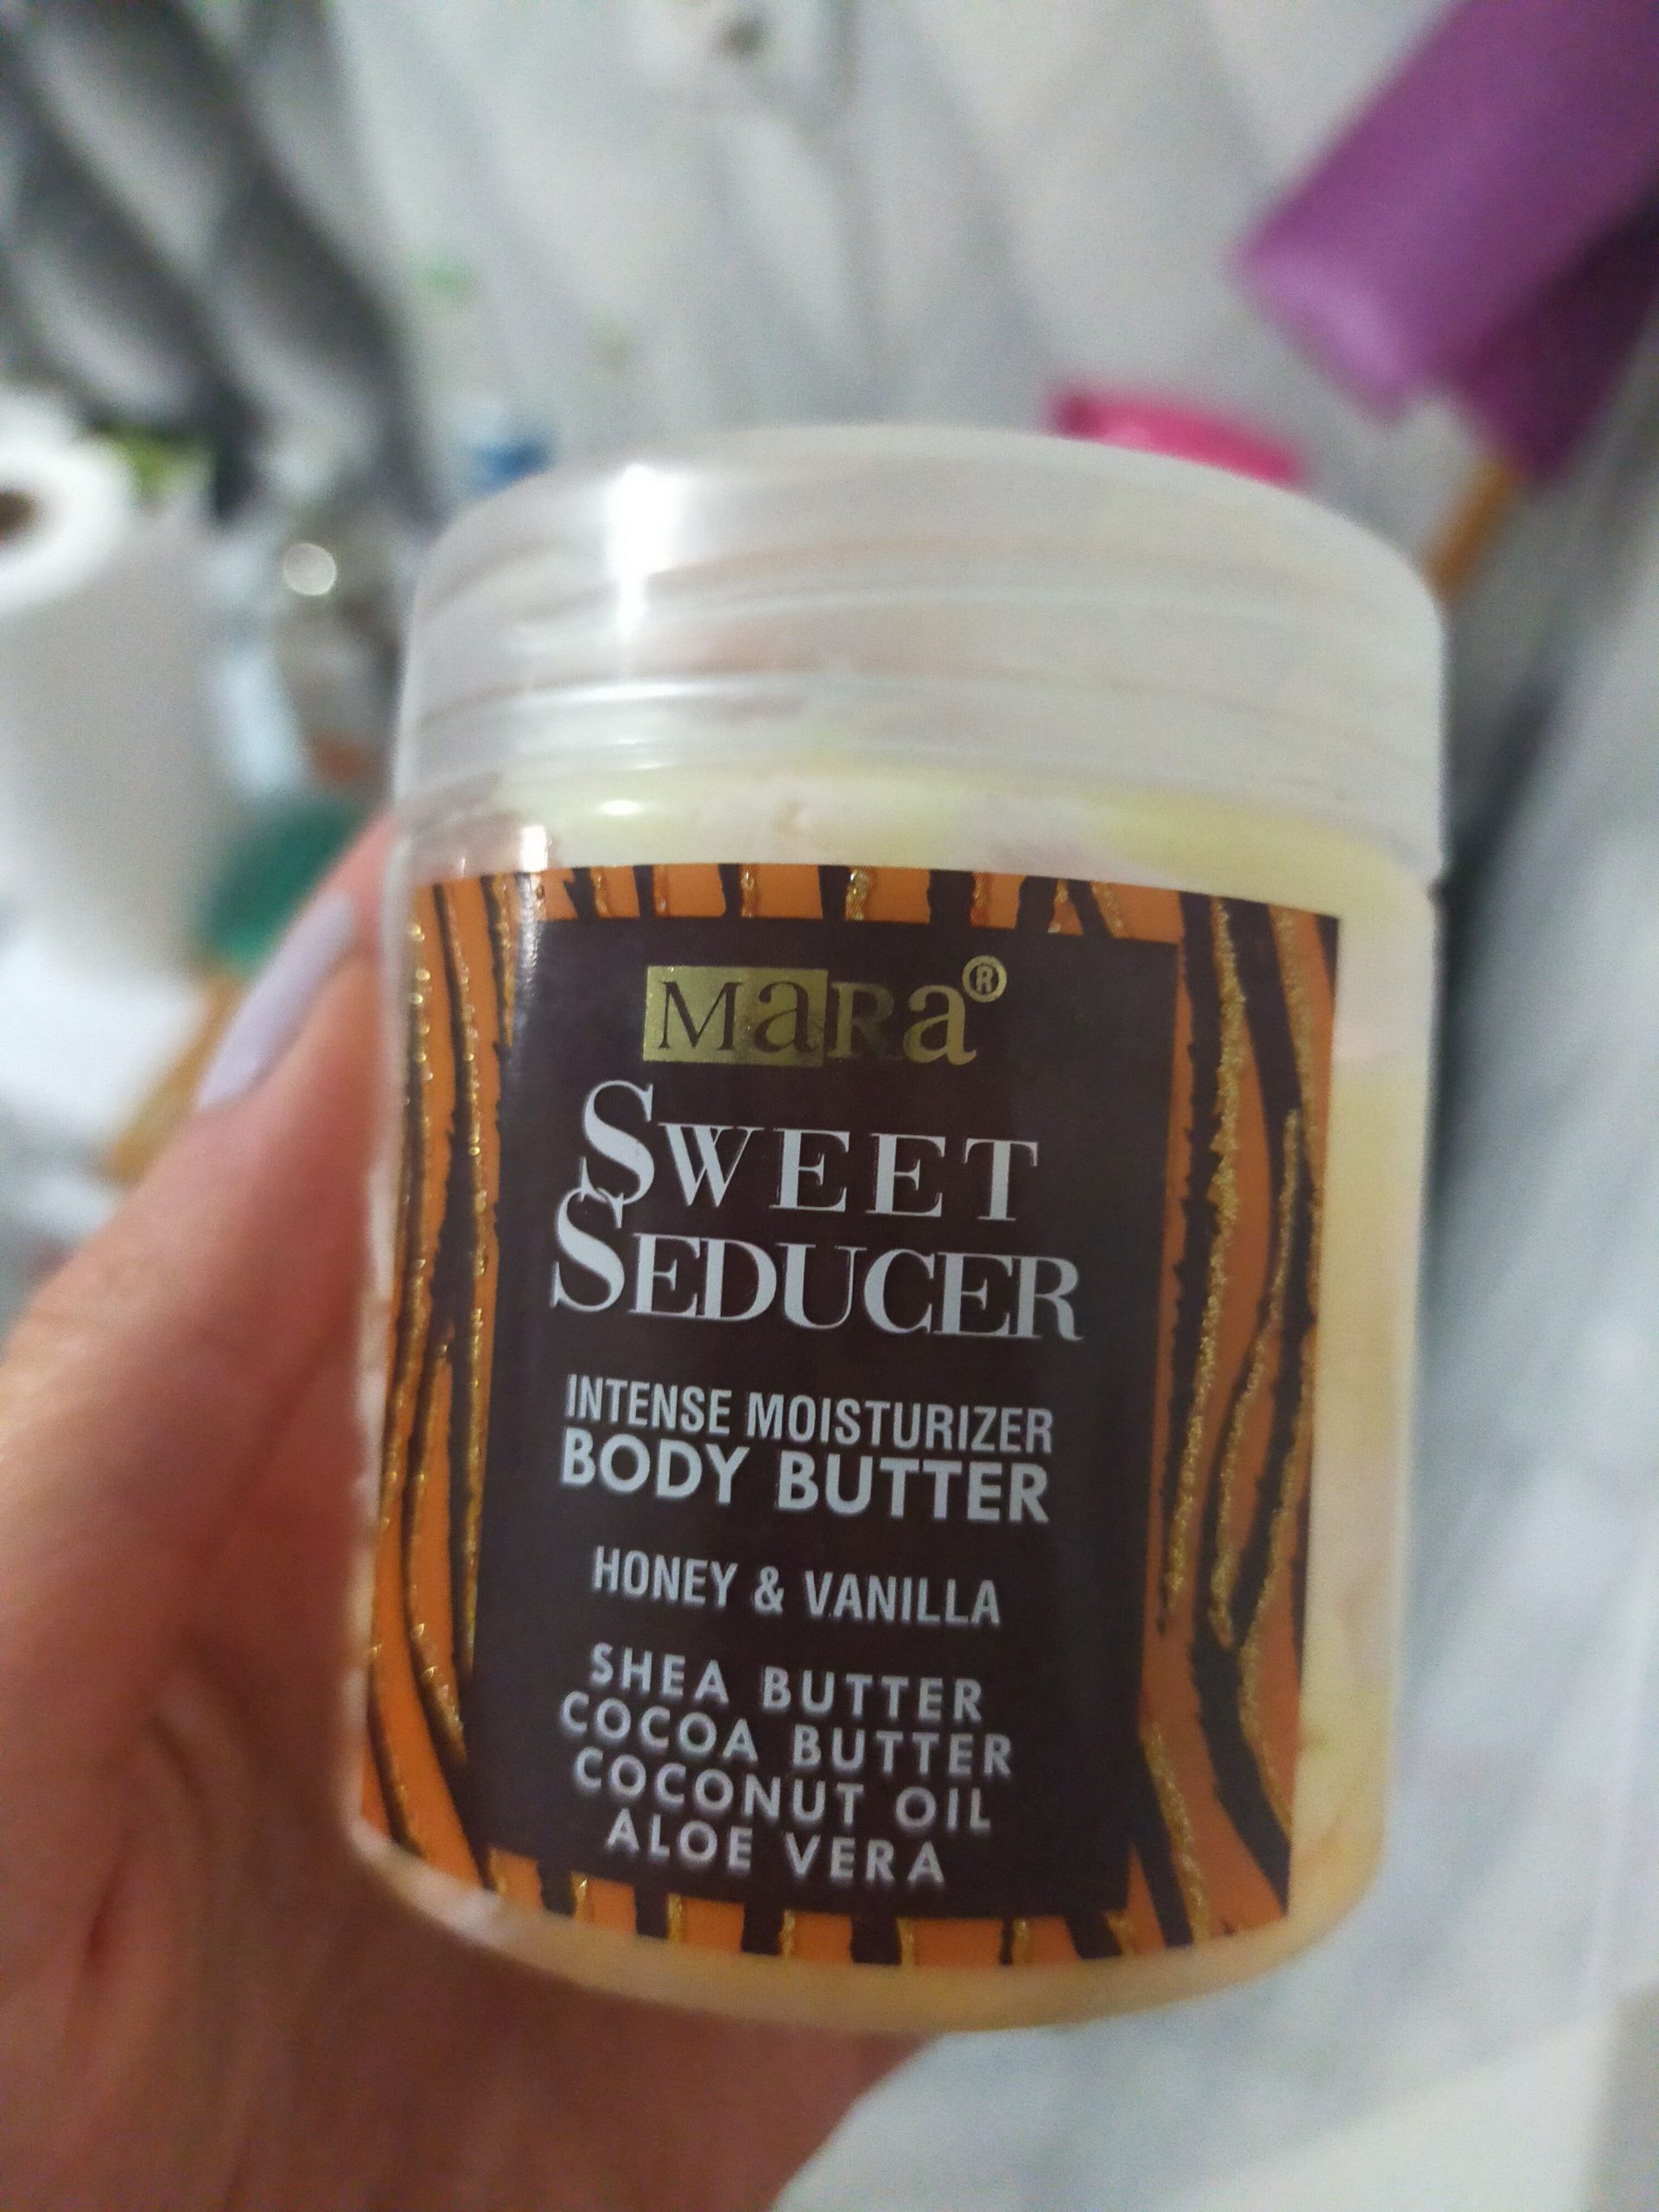 MaRa®
SWEET
SEDUCER
INTENSE MOISTURIZER
BODY BUTTER
HONEY & VANILLA
SHEA BUTTER
COCOA BUTTER
COCONUT OIL
ALOE VERA